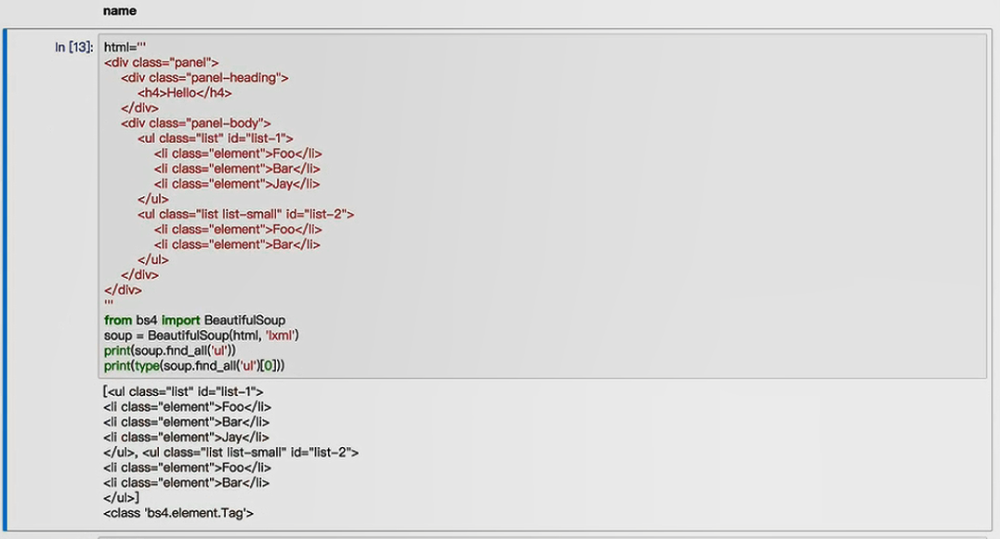 name
In [13]:
html='''
<div class="panel">
    <div class="panel-heading">
        <h4>Hello</h4>
    </div>
    <div class="panel-body">
        <ul class="list" id="list-1">
            <li class="element">Foo</li>
            <li class="element">Bar</li>
            <li class="element">Jay</li>
        </ul>
        <ul class="list list-small" id="list-2">
            <li class="element">Foo</li>
            <li class="element">Bar</li>
        </ul>
    </div>
</div>
'''
from bs4 import BeautifulSoup
soup = BeautifulSoup(html, 'lxml')
print(soup.find_all('ul'))
print(type(soup.find_all('ul')[0]))
[<ul class="list" id="list-1">
<li class="element">Foo</li>
<li class="element">Bar</li>
<li class="element">Jay</li>
</ul>, <ul class="list list-small" id="list-2">
<li class="element">Foo</li>
<li class="element">Bar</li>
</ul>]
<class 'bs4.element.Tag'>